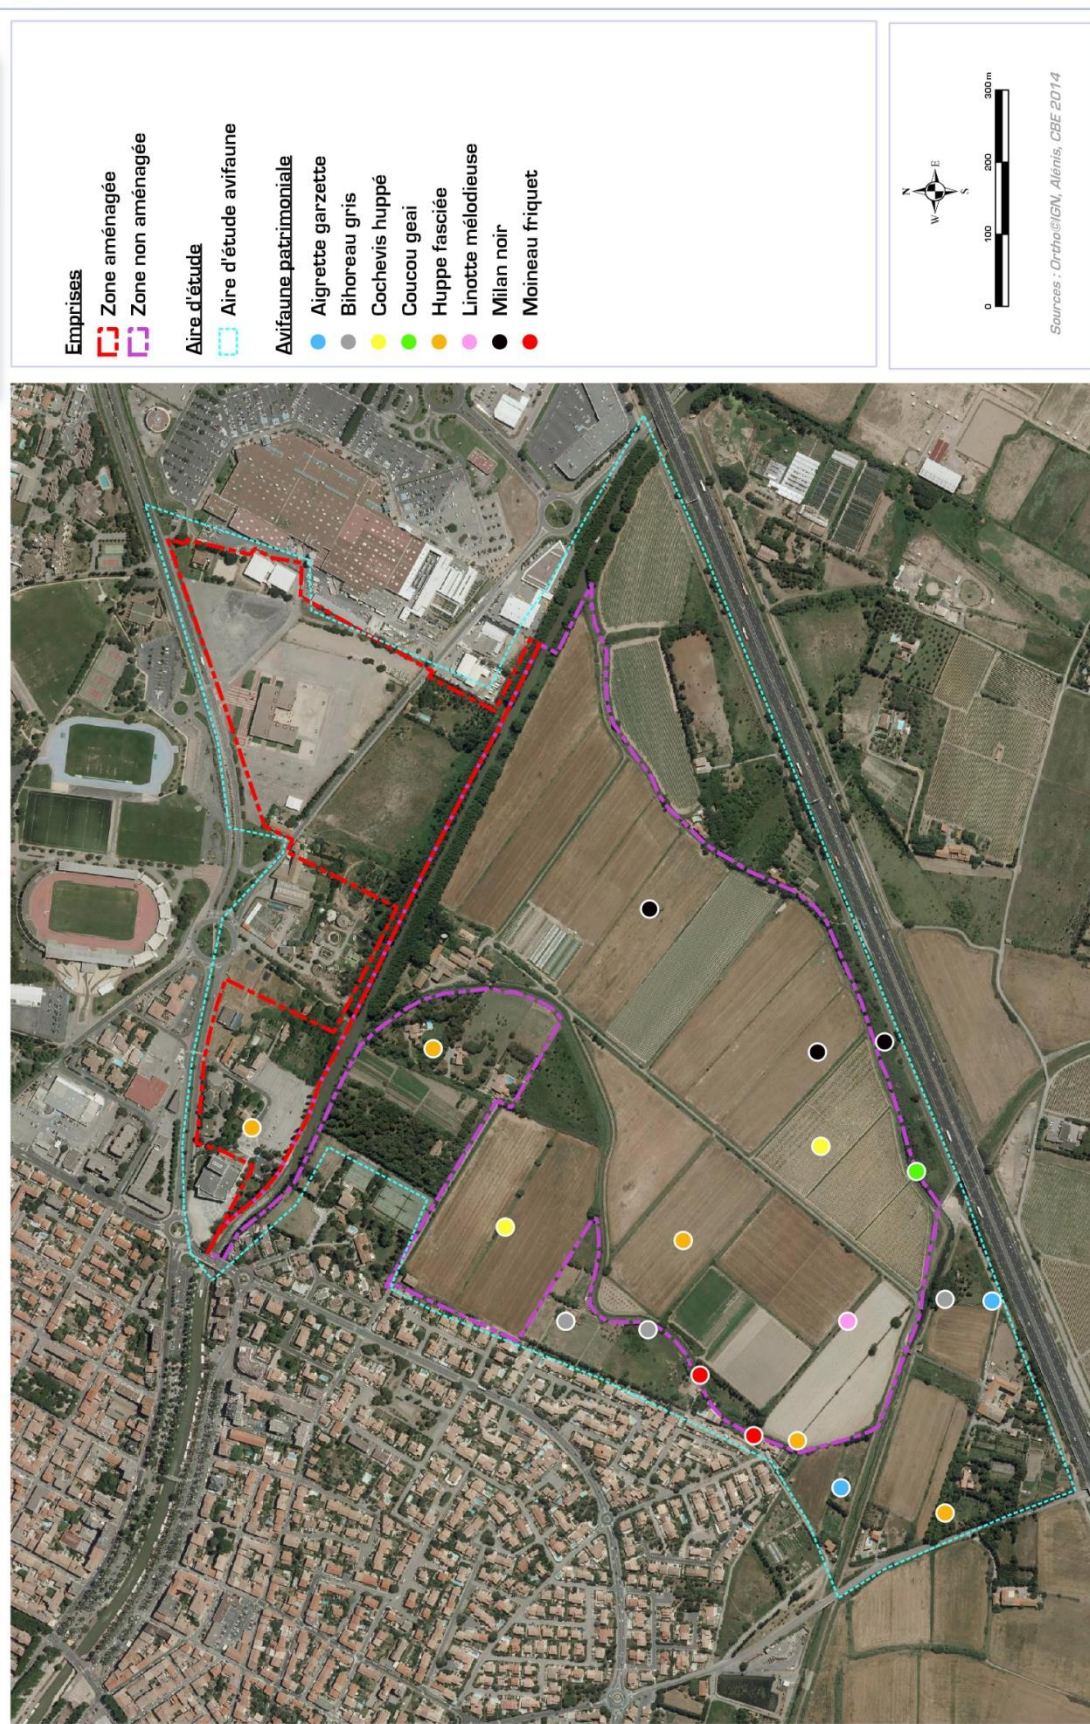 Emprises
Zone aménagée
Zone non aménagée
Aire d'étude
Aire d'étude avifaune
Avifaune patrimoniale
Aigrette garzette
Bihoreau gris
Cochevis huppé
Coucou geai
Huppe fasciée
Linotte mélodieuse
Milan noir
Moineau friquet
N
W E
S
0 100 200 300 m
Sources : Ortho©IGN, Alénis, CBE 2014